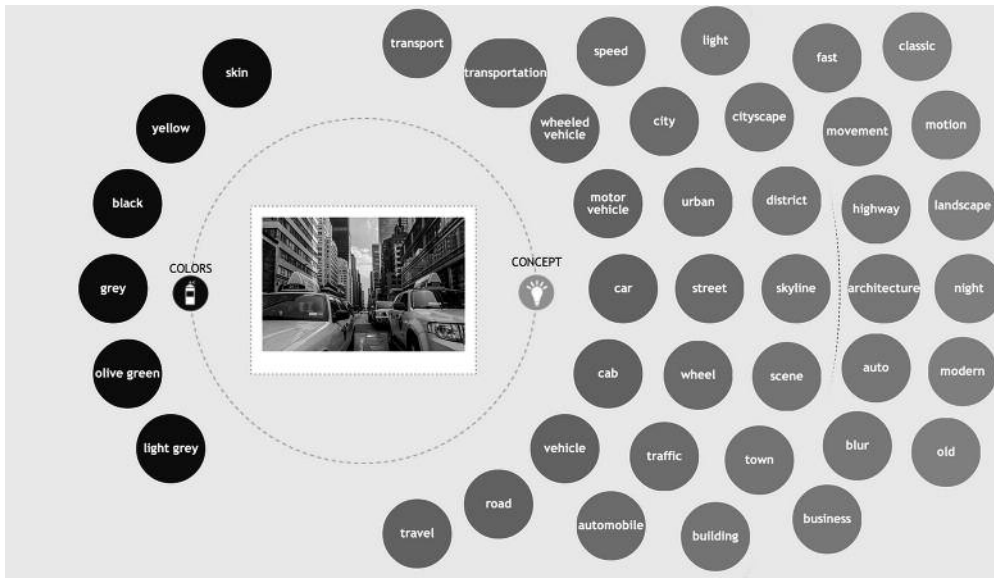 skin
yellow
black
grey
olive green
light grey
COLORS
CONCEPT
transport
transportation
speed
light
fast
classic
wheeled
vehicle
city
cityscape
movement
motion
motor
vehicle
urban
district
highway
landscape
car
street
skyline
architecture
night
cab
wheel
scene
auto
modern
vehicle
traffic
town
blur
old
travel
road
automobile
building
business